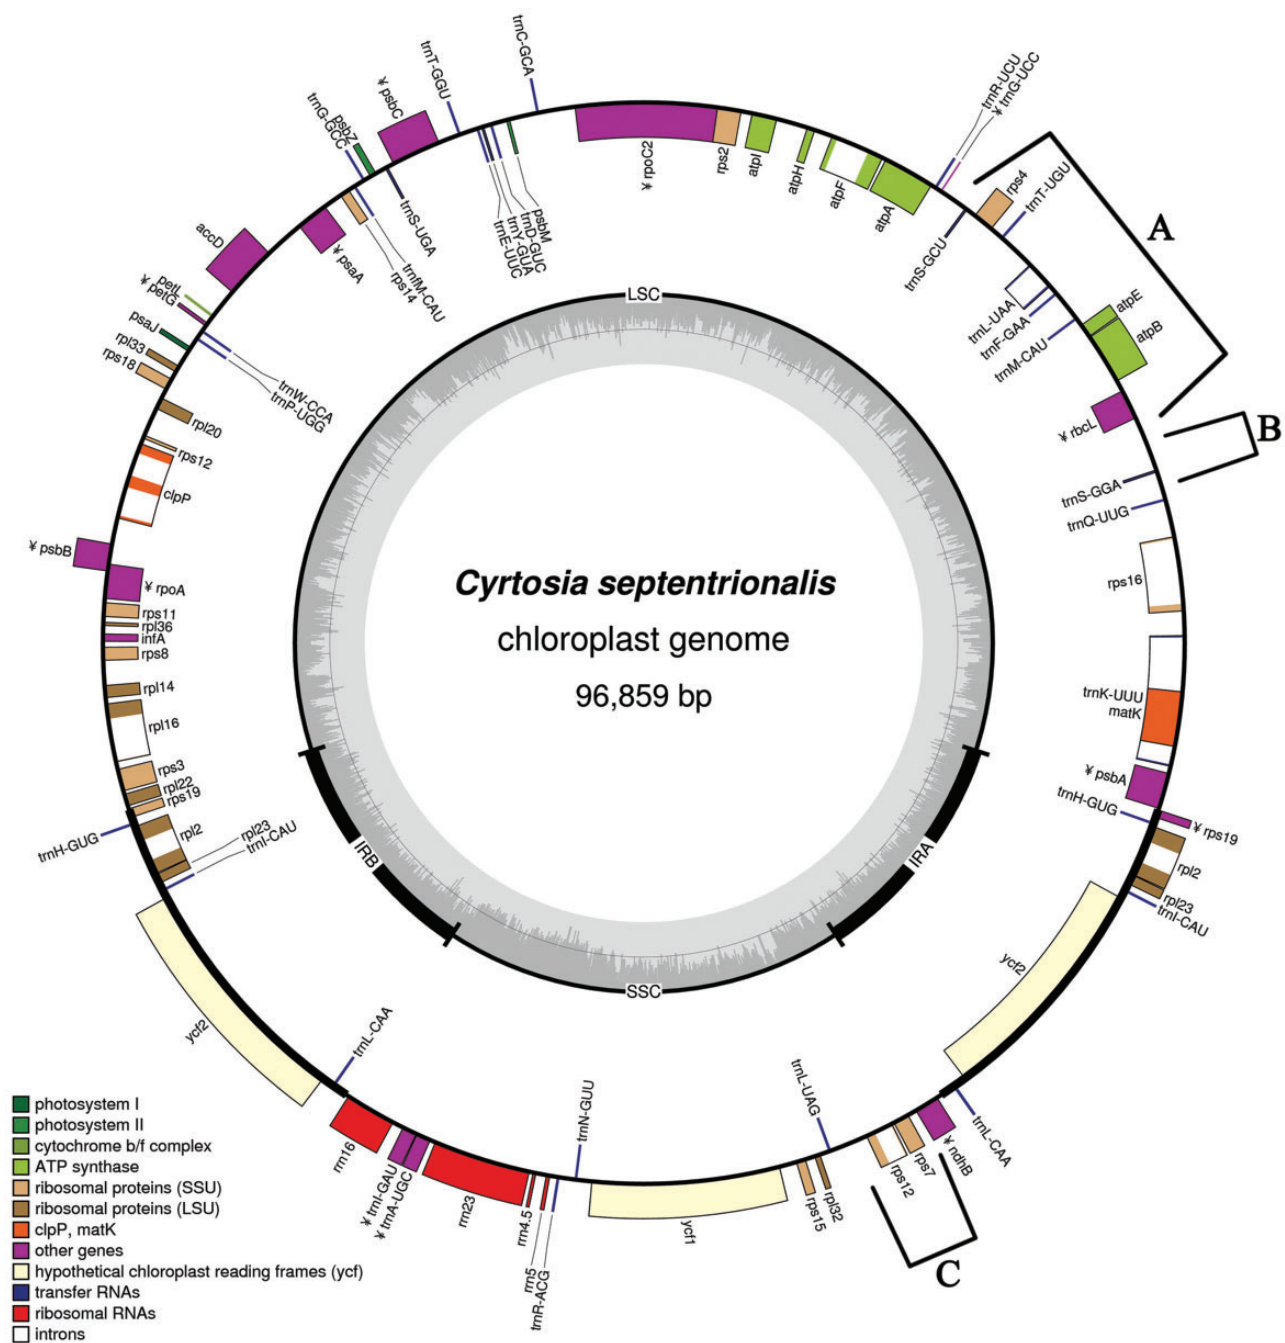 trnC-GCA
trnT-GGU
¥ psbC
psbZ
trnG-GCC
trnS-UGA
trnfM-CAU
rps14
¥ psaA
accD
petL
¥ petG
psaJ
rpl33
rps18
trnW-CCA
trnP-UGG
rpl20
rps12
clpP
¥ psbB
¥ rpoA
rps11
rpl36
infA
rps8
rpl14
rpl16
rps3
rpl22
rps19
trnH-GUG
rpl2
rpl23
trnI-CAU
ycf2
trnL-CAA
rrn16
¥ trnI-GAU
¥ trnA-UGC
rrn23
rrn4.5
rrn5
trnR-ACG
trnN-GUU
ycf1
rps15
rpl32
trnL-UAG
rps12
rps7
¥ ndhB
trnL-CAA
C
ycf2
trnI-CAU
rpl23
rpl2
¥ rps19
trnH-GUG
¥ psbA
trnK-UUU
matK
rps16
trnQ-UUG
trnS-GGA
B
¥ rbcL
atpB
atpE
trnM-CAU
trnF-GAA
trnL-UAA
A
trnT-UGU
rps4
trnS-GCU
¥ trnG-UCC
trnR-UCU
atpA
atpF
atpH
atpI
rps2
¥ rpoC2
psbM
trnD-GUC
trnY-GUA
trnE-UUC
LSC
IRB
SSC
IRA
Cyrtosia septentrionalis
chloroplast genome
96,859 bp
photosystem I
photosystem II
cytochrome b/f complex
ATP synthase
ribosomal proteins (SSU)
ribosomal proteins (LSU)
clpP, matK
other genes
hypothetical chloroplast reading frames (ycf)
transfer RNAs
ribosomal RNAs
introns